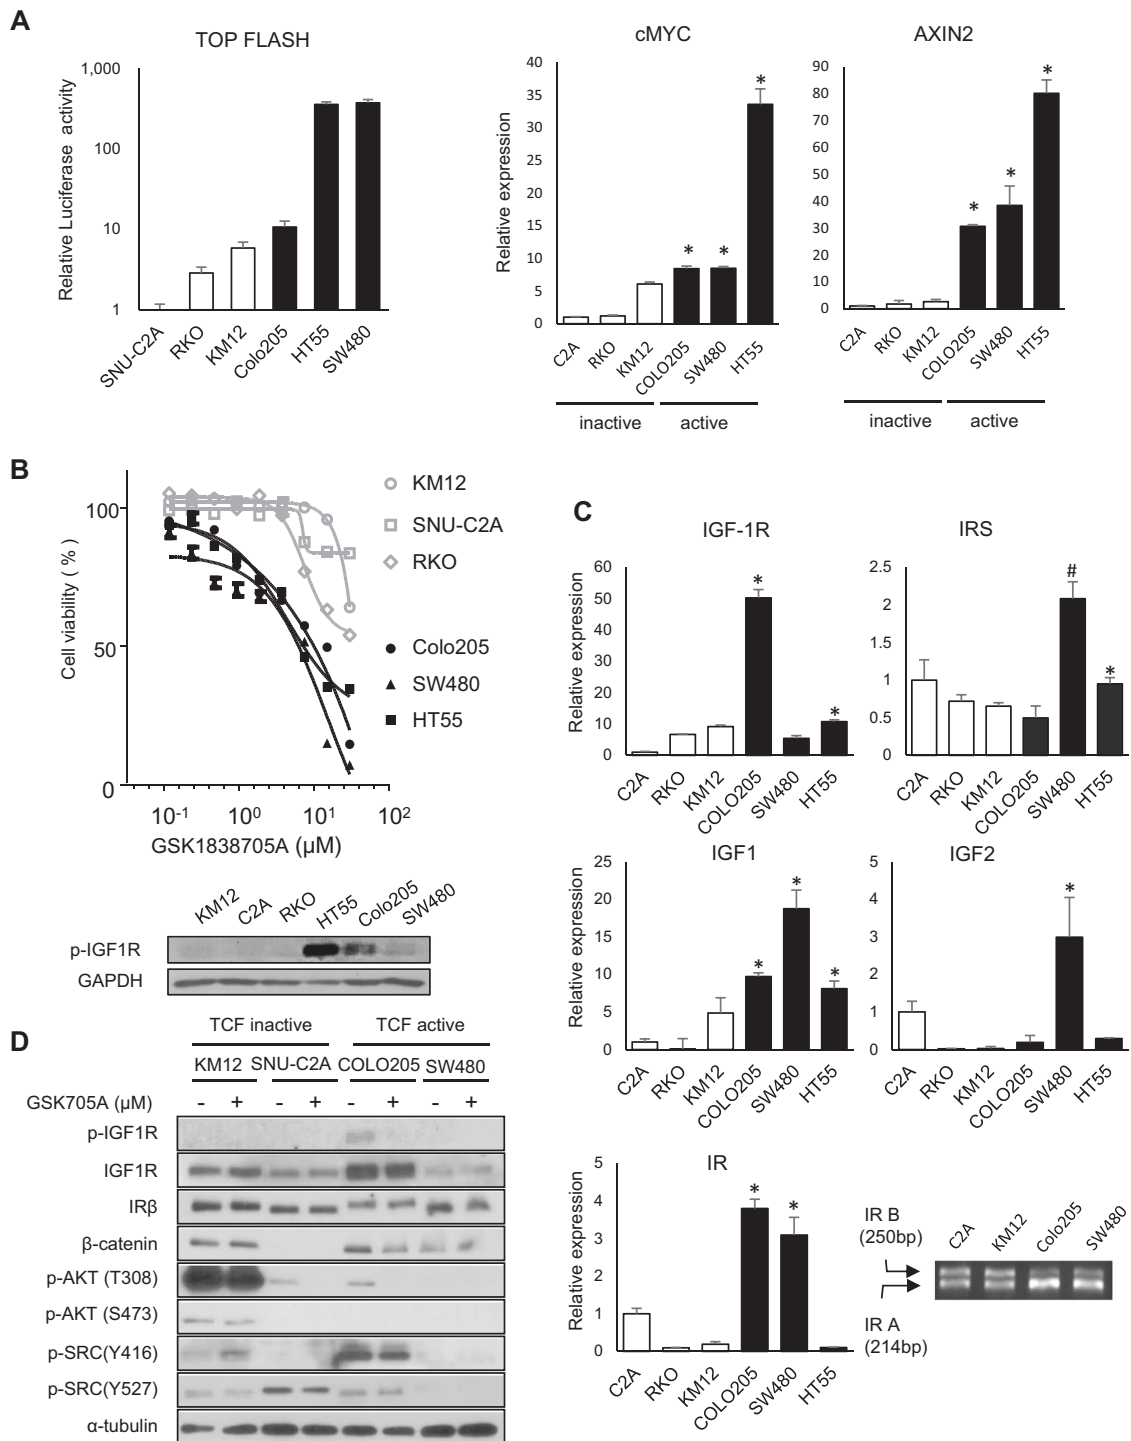 A
TOP FLASH
Relative Luciferase activity
1,000
100
10
1
SNU-C2A
RKO
KM12
Colo205
HT55
SW480
cMYC
Relative expression
40
35
30
25
20
15
10
5
0
*
*
*
C2A
RKO
KM12
COLO205
SW480
HT55
inactive
active
AXIN2
90
80
70
60
50
40
30
20
10
0
*
*
*
C2A
RKO
KM12
COLO205
SW480
HT55
inactive
active
B
Cell viability ( % )
100
50
0
10-1
100
101
102
GSK1838705A (µM)
KM12
SNU-C2A
RKO
Colo205
SW480
HT55
KM12
C2A
RKO
HT55
Colo205
SW480
p-IGF1R
GAPDH
C
IGF-1R
Relative expression
60
50
40
30
20
10
0
*
*
C2A
RKO
KM12
COLO205
SW480
HT55
IRS
2.5
2
1.5
1
0.5
0
#
*
C2A
RKO
KM12
COLO205
SW480
HT55
IGF1
Relative expression
25
20
15
10
5
0
*
*
*
C2A
RKO
KM12
COLO205
SW480
HT55
IGF2
5
4
3
2
1
0
*
C2A
RKO
KM12
COLO205
SW480
HT55
IR
Relative expression
5
4
3
2
1
0
*
*
C2A
RKO
KM12
COLO205
SW480
HT55
C2A
KM12
Colo205
SW480
IR B
(250bp)
IR A
(214bp)
D
TCF inactive
TCF active
KM12
SNU-C2A
COLO205
SW480
GSK705A (µM)
- + - + - + - +
p-IGF1R
IGF1R
IRβ
β-catenin
p-AKT (T308)
p-AKT (S473)
p-SRC(Y416)
p-SRC(Y527)
α-tubulin